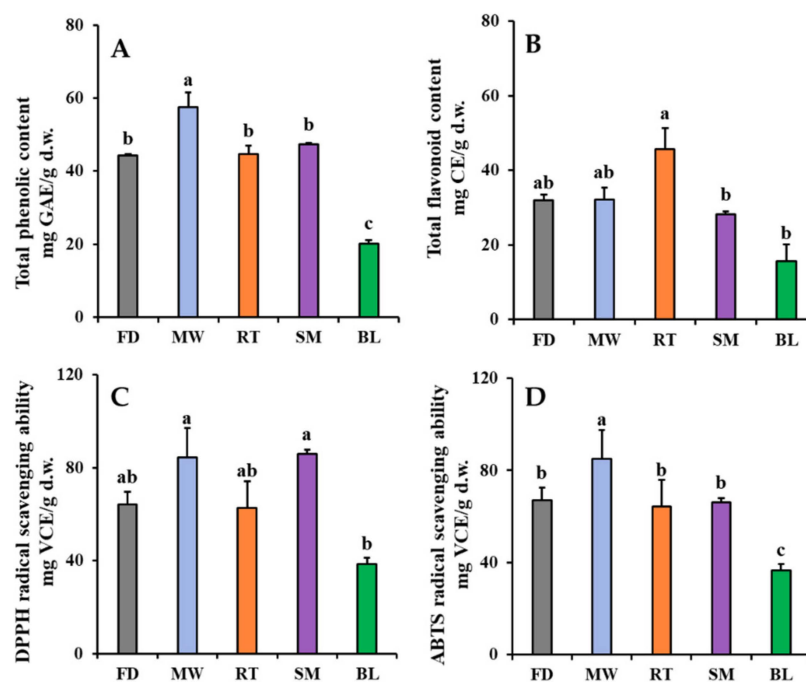 Total phenolic content
mg GAE/g d.w.
80
60
40
20
0
A
b
a
b
b
c
FD MW RT SM BL
Total flavonoid content
mg CE/g d.w.
80
60
40
20
0
B
ab
ab
a
b
b
FD MW RT SM BL
DPPH radical scavenging ability
mg VCE/g d.w.
120
80
40
0
C
ab
a
ab
a
b
FD MW RT SM BL
ABTS radical scavenging ability
mg VCE/g d.w.
120
80
40
0
D
b
a
b
b
c
FD MW RT SM BL